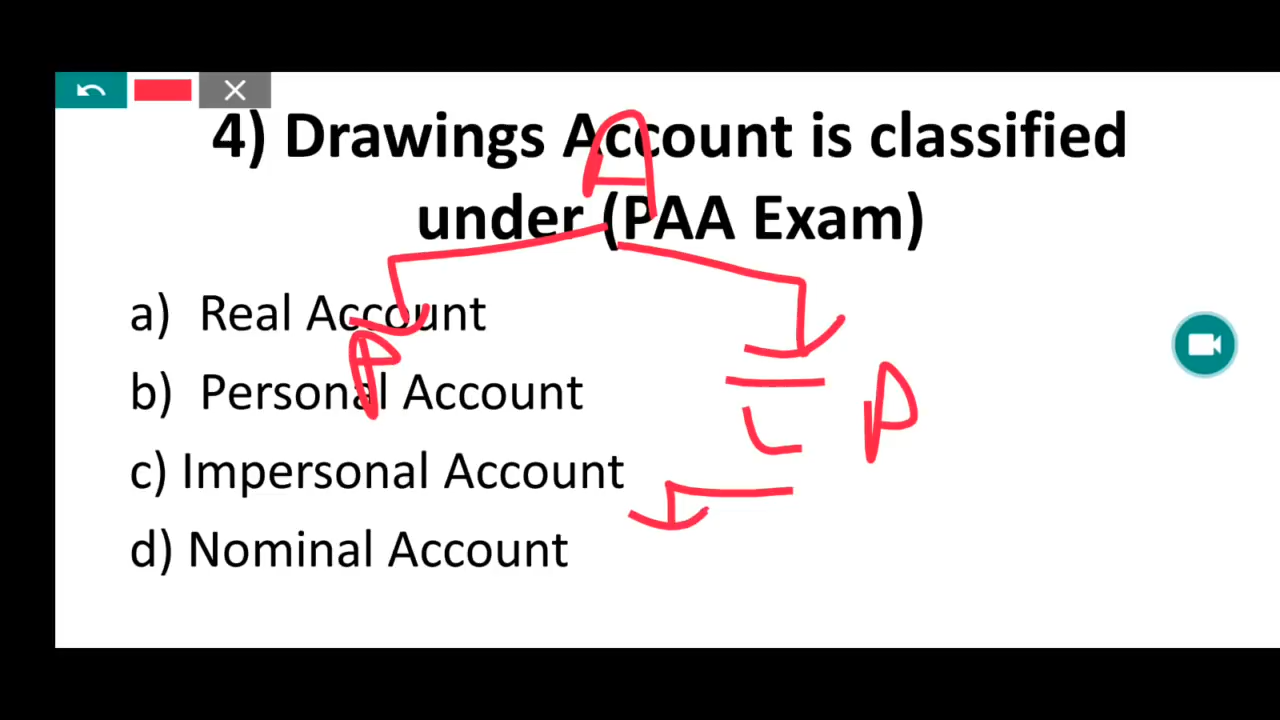 4) Drawings Account is classified
under (PAA Exam)
A
a) Real Account
P
b) Personal Account
P
c) Impersonal Account
d) Nominal Account